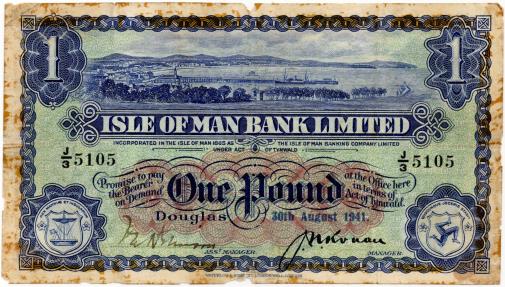 1 1
ISLE OF MAN BANK LIMITED
INCORPORATED IN THE ISLE OF MAN 1865 AS THE ISLE OF MAN BANKING COMPANY LIMITED
UNDER ACT OF TYNWALD
J/3 5105 J/3 5105
Promise to pay the Bearer on Demand
One Pound
at the Office here in terms of Act of Tynwald.
Douglas 30th August 1941.
ASST MANAGER. MANAGER.